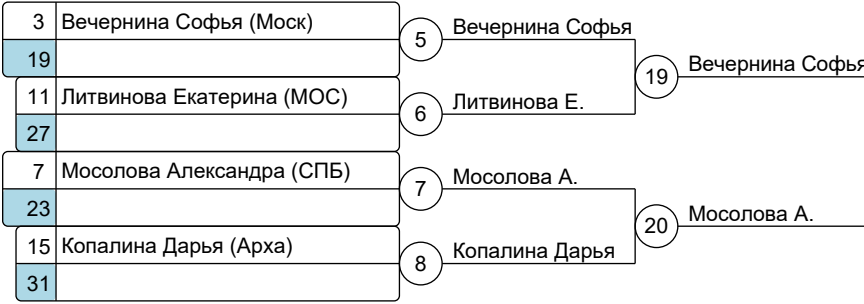 3 Вечернина Софья (Моск)
5 Вечернина Софья
19
19 Вечернина Софья
11 Литвинова Екатерина (МОС)
6 Литвинова Е.
27
7 Мосолова Александра (СПБ)
7 Мосолова А.
23
20 Мосолова А.
15 Копалина Дарья (Арха)
8 Копалина Дарья
31